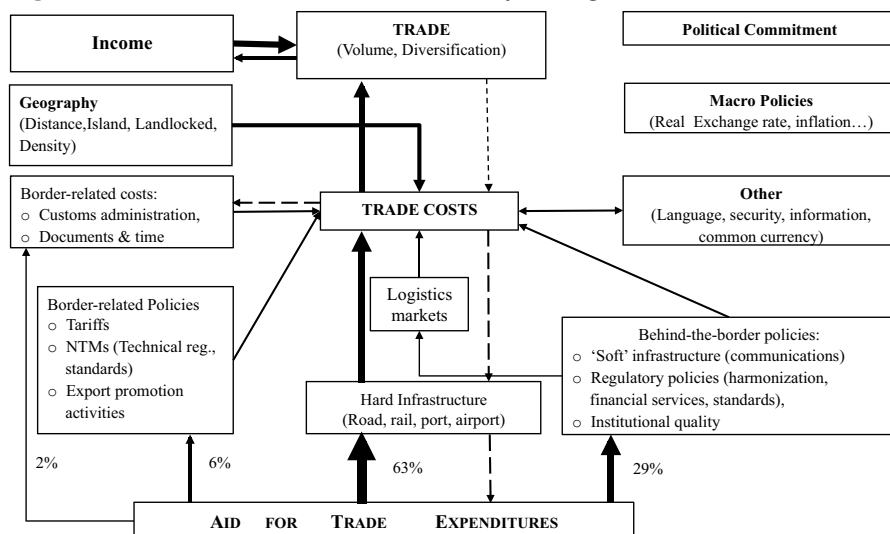 Income
TRADE
(Volume, Diversification)
Political Commitment
Geography
(Distance,Island, Landlocked,
Density)
Macro Policies
(Real Exchange rate, inflation…)
Border-related costs:
o Customs administration,
o Documents & time
TRADE COSTS
Other
(Language, security, information,
common currency)
Logistics
markets
Border-related Policies
o Tariffs
o NTMs (Technical reg.,
standards)
o Export promotion
activities
Behind-the-border policies:
o ‘Soft’ infrastructure (communications)
o Regulatory policies (harmonization,
financial services, standards),
o Institutional quality
Hard Infrastructure
(Road, rail, port, airport)
2%
6%
63%
29%
AID FOR TRADE EXPENDITURES